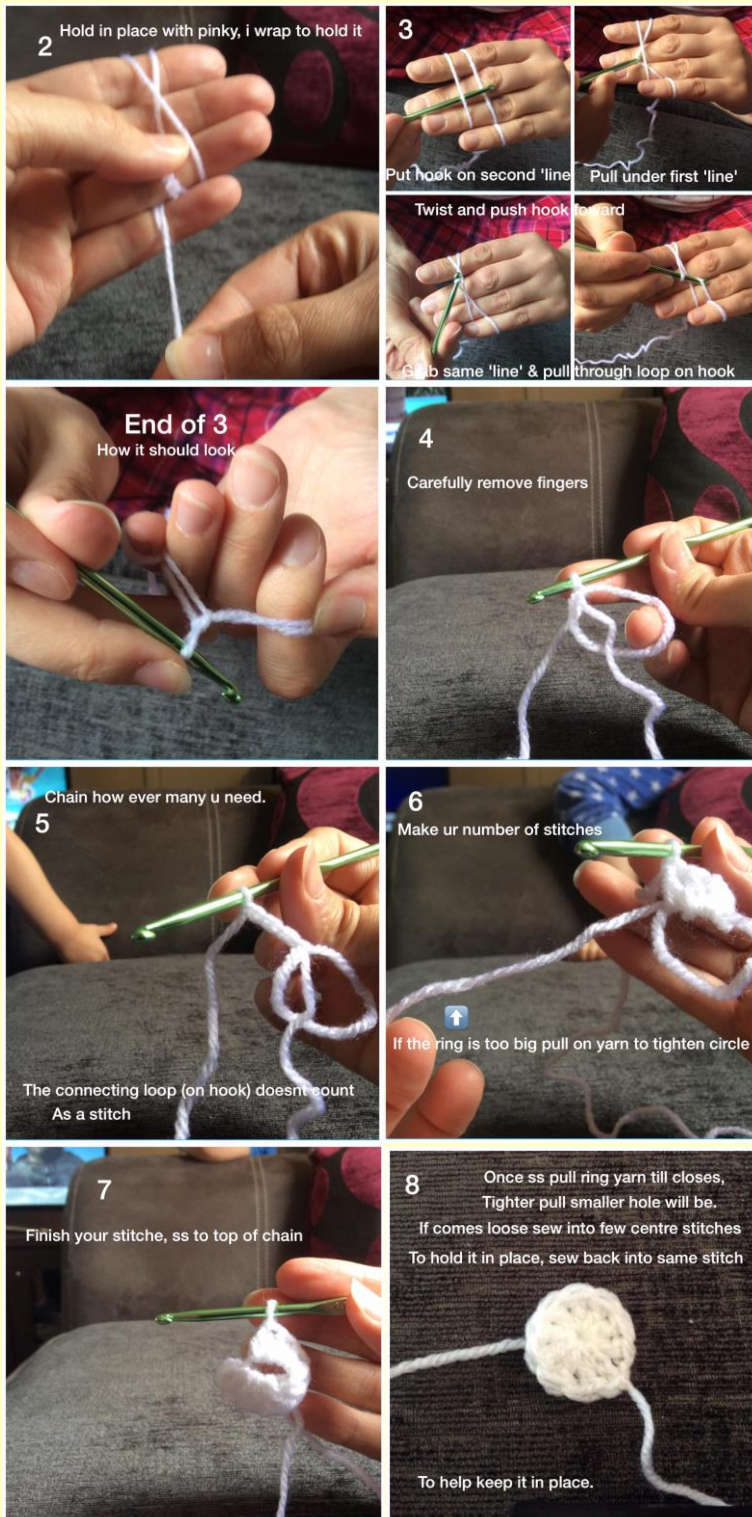 2
Hold in place with pinky, i wrap to hold it
3
Put hook on second 'line
Pull under first 'line'
Twist and push hook foward
Grab same 'line' & pull through loop on hook
End of 3
How it should look
4
Carefully remove fingers
Chain how ever many u need.
5
The connecting loop (on hook) doesnt count
As a stitch
6
Make ur number of stitches
If the ring is too big pull on yarn to tighten circle
7
Finish your stitche, ss to top of chain
8
Once ss pull ring yarn till closes,
Tighter pull smaller hole will be.
If comes loose sew into few centre stitches
To hold it in place, sew back into same stitch
To help keep it in place.